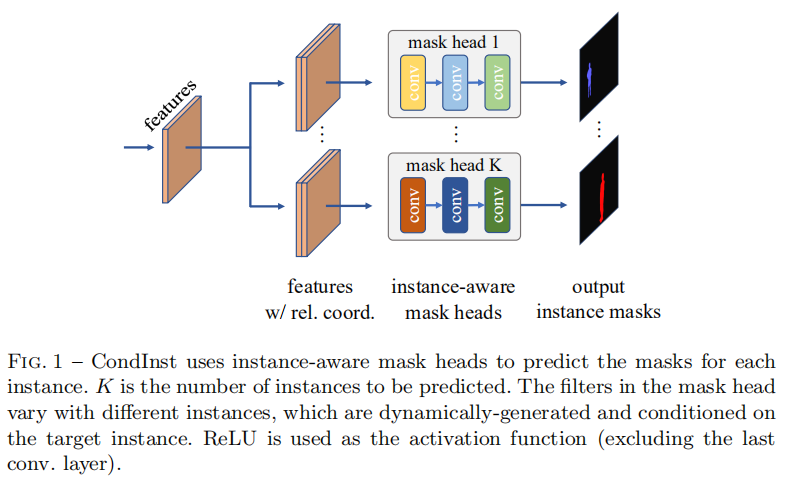 features
mask head 1
conv
conv
conv
mask head K
conv
conv
conv
features
w/ rel. coord.
instance-aware
mask heads
output
instance masks
FIG. 1 – CondInst uses instance-aware mask heads to predict the masks for each
instance. K is the number of instances to be predicted. The filters in the mask head
vary with different instances, which are dynamically-generated and conditioned on
the target instance. ReLU is used as the activation function (excluding the last
conv. layer).